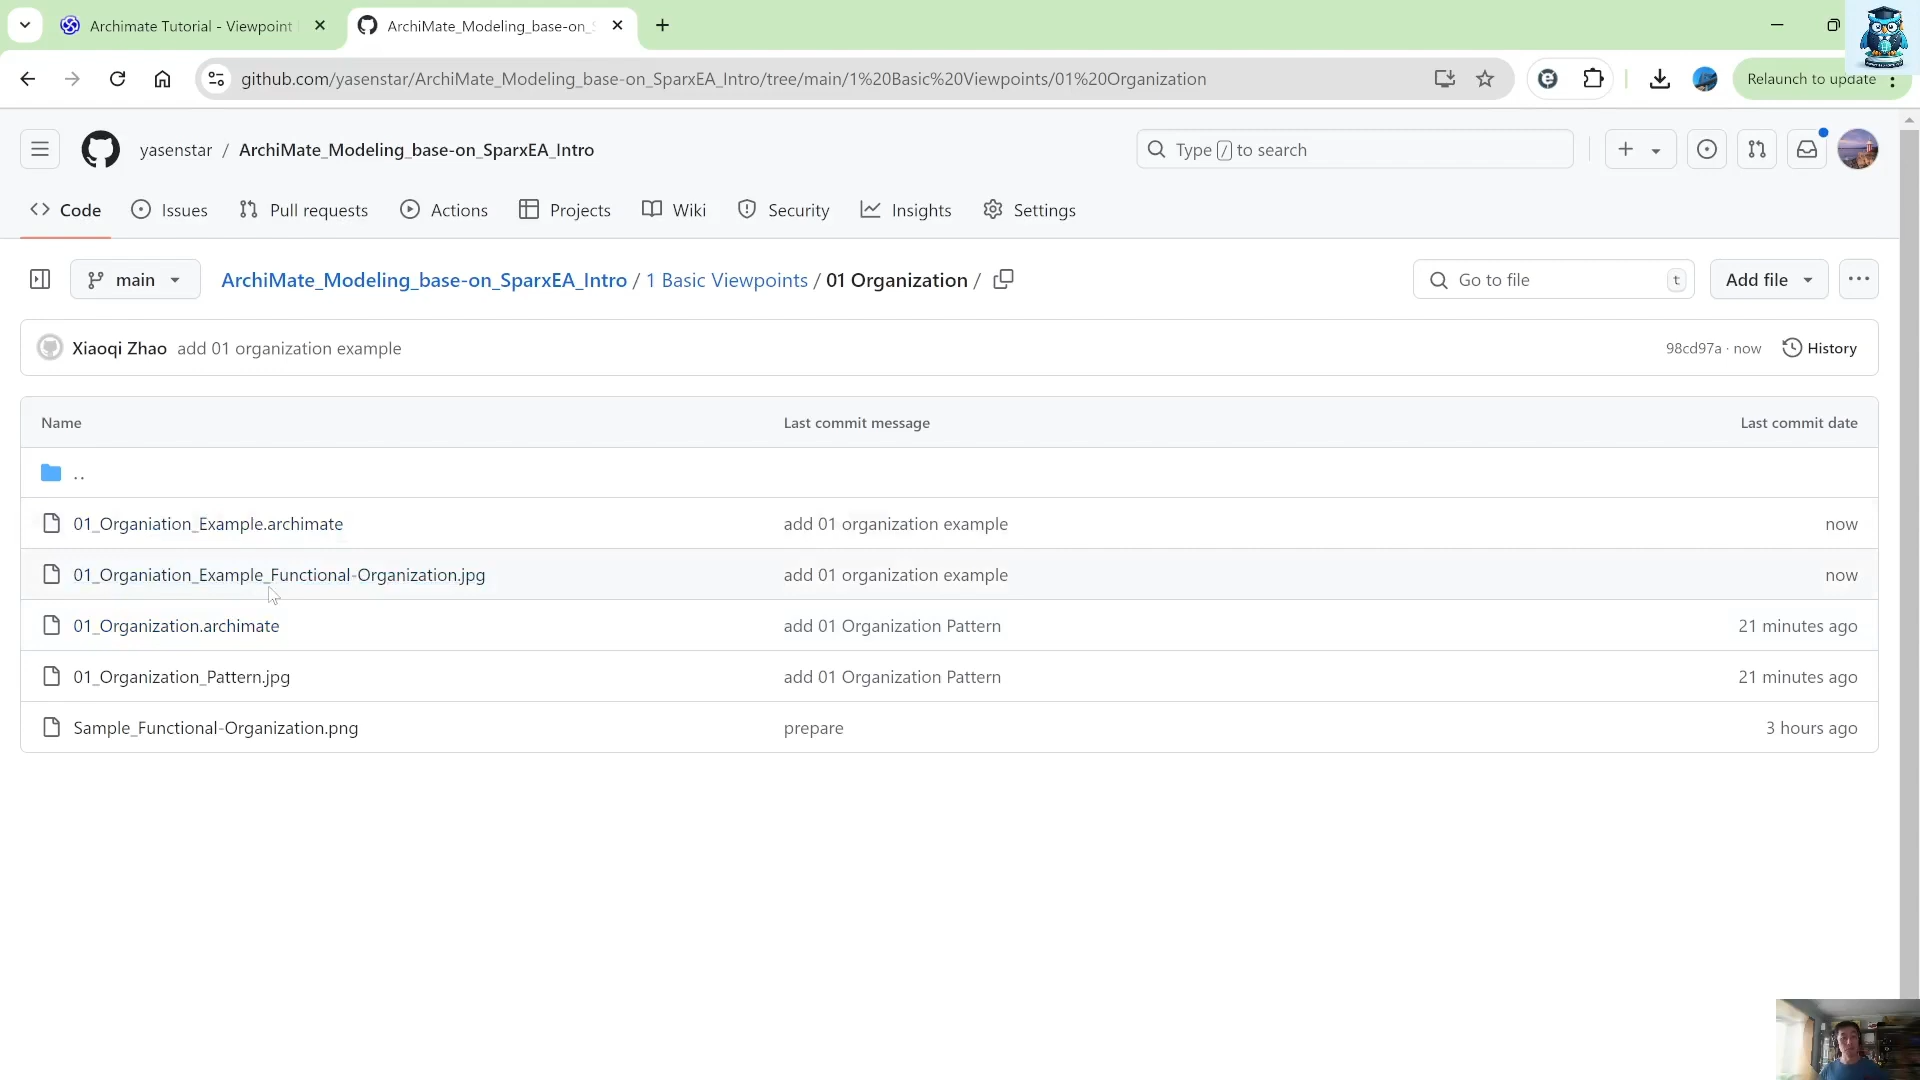 Archimate Tutorial - Viewpoint
ArchiMate_Modeling_base-on_S
github.com/yasenstar/ArchiMate_Modeling_base-on_SparxEA_Intro/tree/main/1%20Basic%20Viewpoints/01%20Organization
Relaunch to update
yasenstar / ArchiMate_Modeling_base-on_SparxEA_Intro
Type / to search
Code
Issues
Pull requests
Actions
Projects
Wiki
Security
Insights
Settings
main
ArchiMate_Modeling_base-on_SparxEA_Intro / 1 Basic Viewpoints / 01 Organization /
Go to file
t
Add file
Xiaoqi Zhao add 01 organization example
98cd97a · now
History
Name Last commit message Last commit date
..
01_Organiation_Example.archimate add 01 organization example now
01_Organiation_Example_Functional-Organization.jpg add 01 organization example now
01_Organization.archimate add 01 Organization Pattern 21 minutes ago
01_Organization_Pattern.jpg add 01 Organization Pattern 21 minutes ago
Sample_Functional-Organization.png prepare 3 hours ago